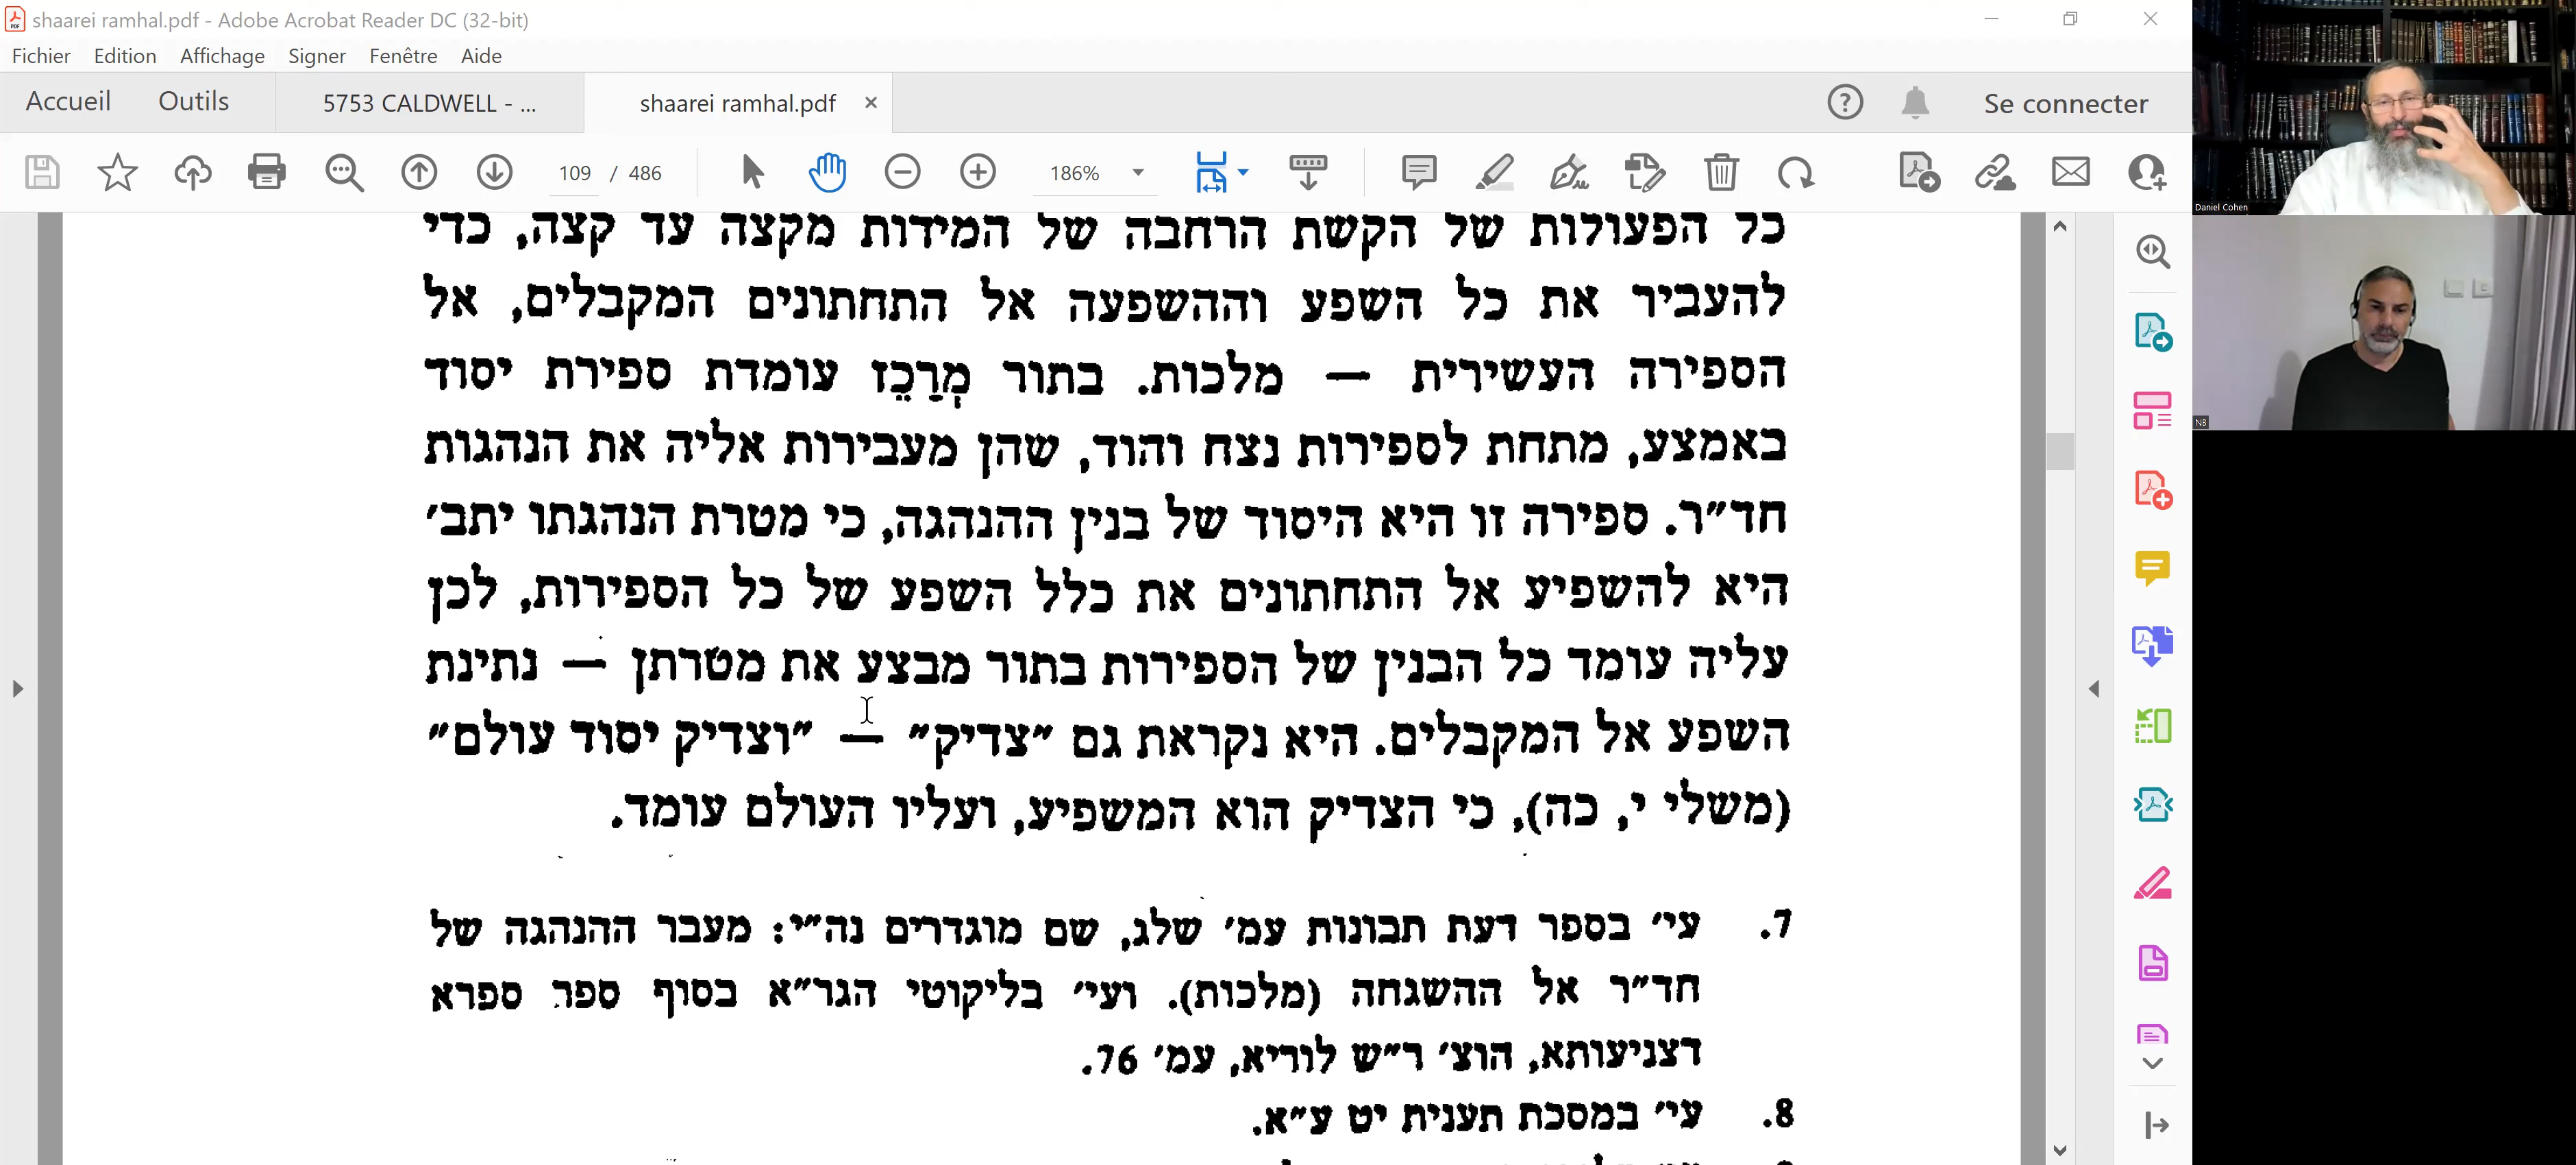 shaarei ramhal.pdf - Adobe Acrobat Reader DC (32-bit)
Fichier Edition Affichage Signer Fenêtre Aide
Accueil Outils 5753 CALDWELL - ... shaarei ramhal.pdf Se connecter
109 / 486 186%
Daniel Cohen
NB
כל הפעולות של הקשת הרחבה של המידות מקצה עד קצה, כדי
להעביר את כל השפע וההשפעה אל התחתונים המקבלים, אל
הספירה העשירית — מלכות. בתור מְרַכֵּז עומדת ספירת יסוד
באמצע, מתחת לספירות נצח והוד, שהן מעבירות אליה את הנהגות
חד״ר. ספירה זו היא היסוד של בנין ההנהגה, כי מטרת הנהגתו יתב׳
היא להשפיע אל התחתונים את כלל השפע של כל הספירות, לכן
עליה עומד כל הבנין של הספירות בתור מבצע את מטרתן — נתינת
השפע אל המקבלים. היא נקראת גם ״צדיק״ — ״וצדיק יסוד עולם״
(משלי י, כה), כי הצדיק הוא המשפיע, ועליו העולם עומד.
7. עי׳ בספר דעת תבונות עמ׳ שלג, שם מוגדרים נה״י: מעבר ההנהגה של
חד״ר אל ההשגחה (מלכות). ועי׳ בליקוטי הגר״א בסוף ספר ספרא
דצניעותא, הוצ׳ ר״ש לוריא, עמ׳ 76.
8. עי׳ במסכת תענית יט ע״א.